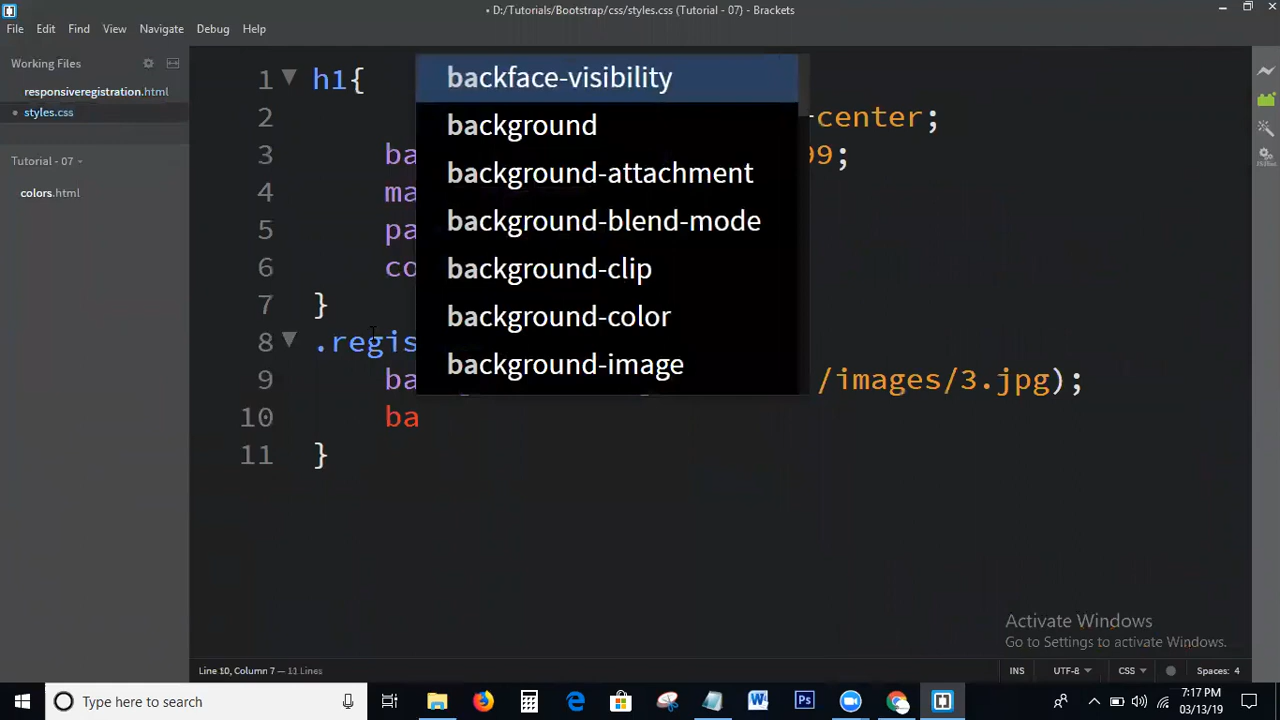 • D:/Tutorials/Bootstrap/css/styles.css (Tutorial - 07) - Brackets
File Edit Find View Navigate Debug Help
Working Files
responsiveregistration.html
• styles.css
Tutorial - 07
colors.html
1 h1{
2 -center;
3 ba 99;
4 ma
5 pa
6 co
7 }
8 .regis
9 ba /images/3.jpg);
10 ba
11 }
backface-visibility
background
background-attachment
background-blend-mode
background-clip
background-color
background-image
Activate Windows
Go to Settings to activate Windows.
Line 10, Column 7 — 11 Lines
INS UTF-8 CSS Spaces: 4
Type here to search
7:17 PM
03/13/19